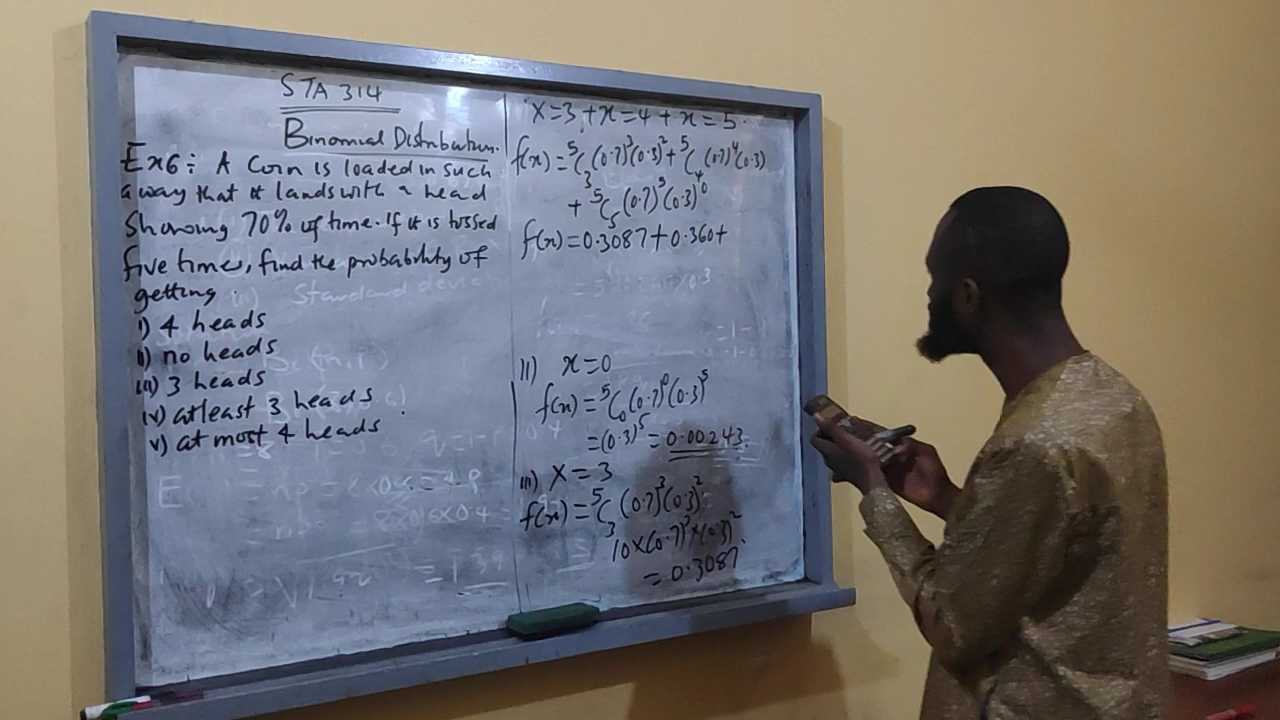 STA 314
Binomial Distribution.
Ex6: A Coin is loaded in such
a way that it lands with a head
Showing 70% of time. If it is tossed
five times, find the probability of
getting
i) 4 heads
ii) no heads
iii) 3 heads
iv) atleast 3 heads
v) at most 4 heads
X=3 + x=4 + x=5.
f(x) = ⁵C₃(0.7)³(0.3)² + ⁵C₄(0.7)⁴(0.3)
+ ⁵C₅(0.7)⁵(0.3)⁰
f(x) = 0.3087+0.360+
ii) x=0
f(x) = ⁵C₀(0.7)⁰(0.3)⁵
=(0.3)⁵ = 0.00243.
iii) X = 3
f(x) = ⁵C₃(0.7)³(0.3)²
10×(0.7)³×(0.3)².
= 0.3087